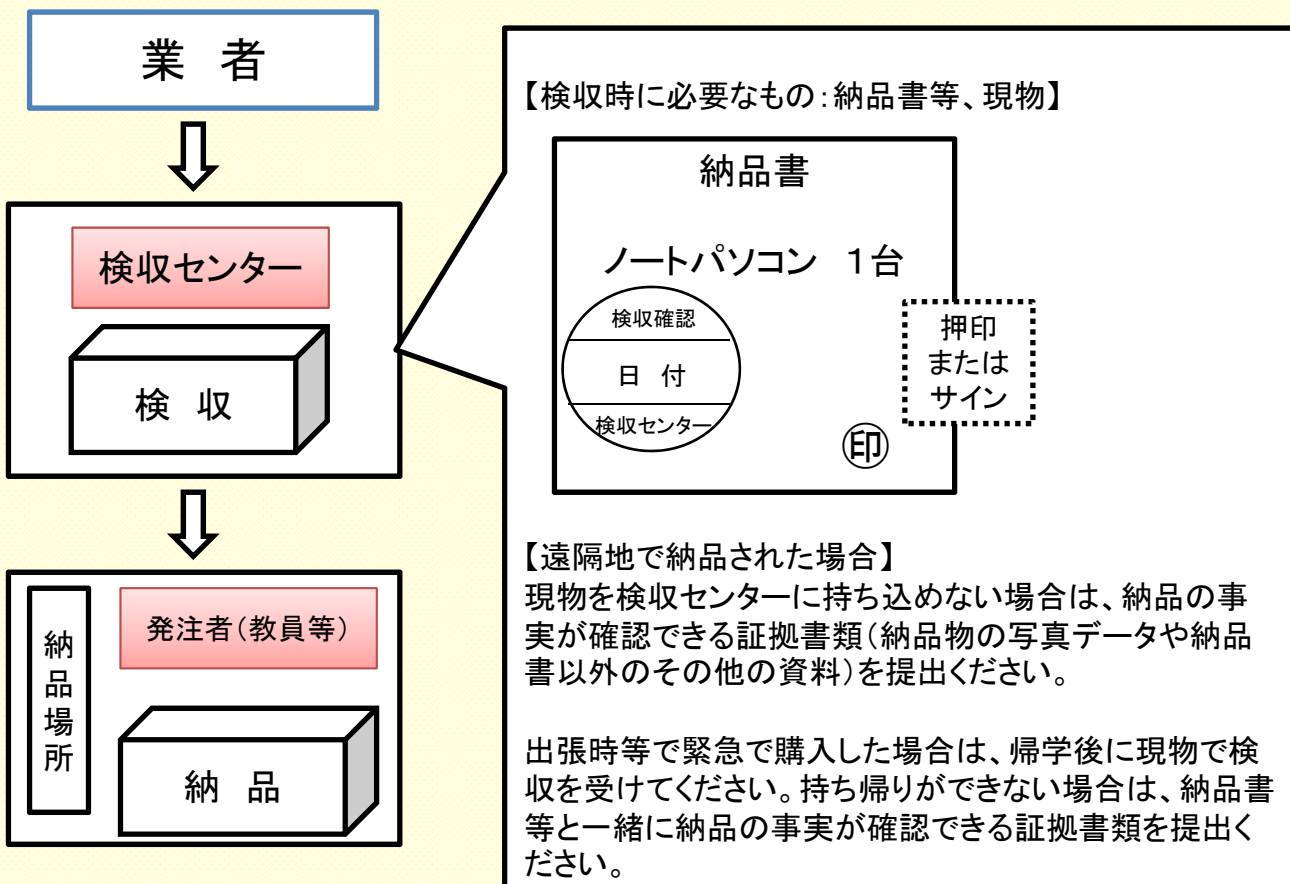 業 者
検収センター
検 収
納品場所
発注者(教員等)
納 品
【検収時に必要なもの:納品書等、現物】
納品書
ノートパソコン 1台
検収確認
日 付
検収センター
㊞
押印
または
サイン
【遠隔地で納品された場合】
現物を検収センターに持ち込めない場合は、納品の事
実が確認できる証拠書類(納品物の写真データや納品
書以外のその他の資料)を提出ください。
出張時等で緊急で購入した場合は、帰学後に現物で検
収を受けてください。持ち帰りができない場合は、納品書
等と一緒に納品の事実が確認できる証拠書類を提出く
ださい。